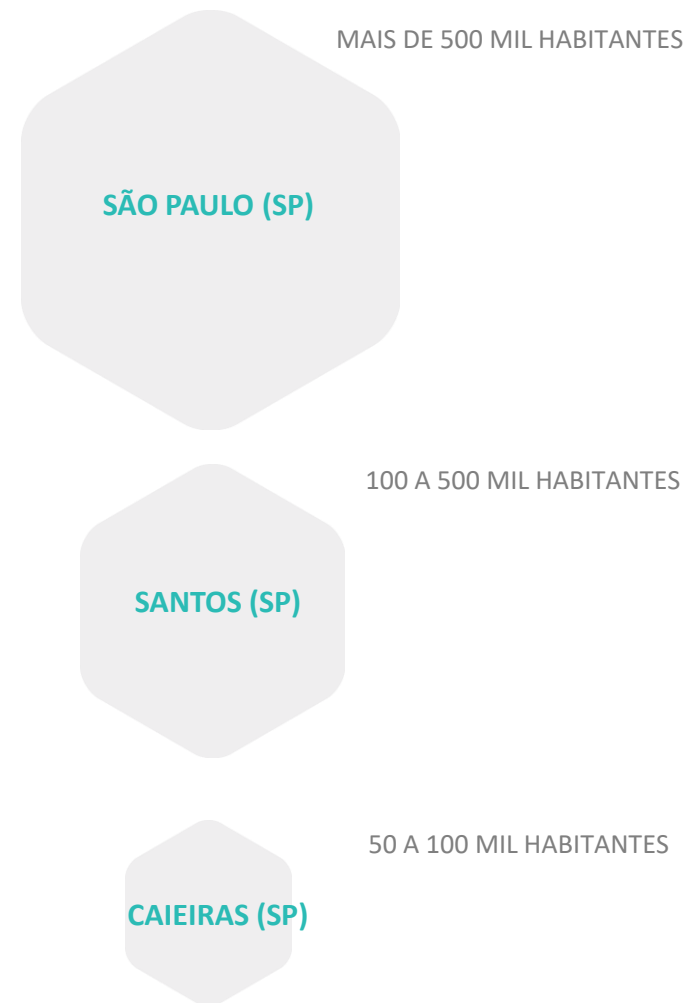 MAIS DE 500 MIL HABITANTES
SÃO PAULO (SP)
100 A 500 MIL HABITANTES
SANTOS (SP)
50 A 100 MIL HABITANTES
CAIEIRAS (SP)